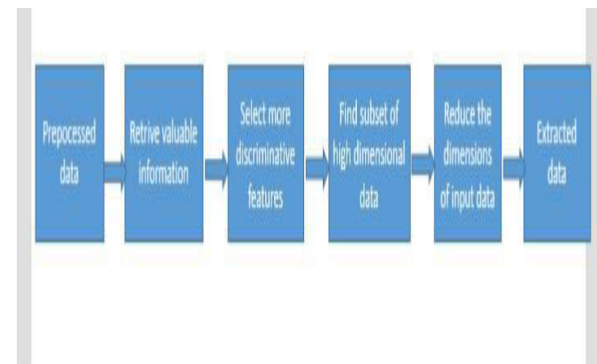 Prepocessed
data
Retrive valuable
information
Select more
discriminative
features
Find subset of
high dimensional
data
Reduce the
dimensions
of input data
Extracted
data